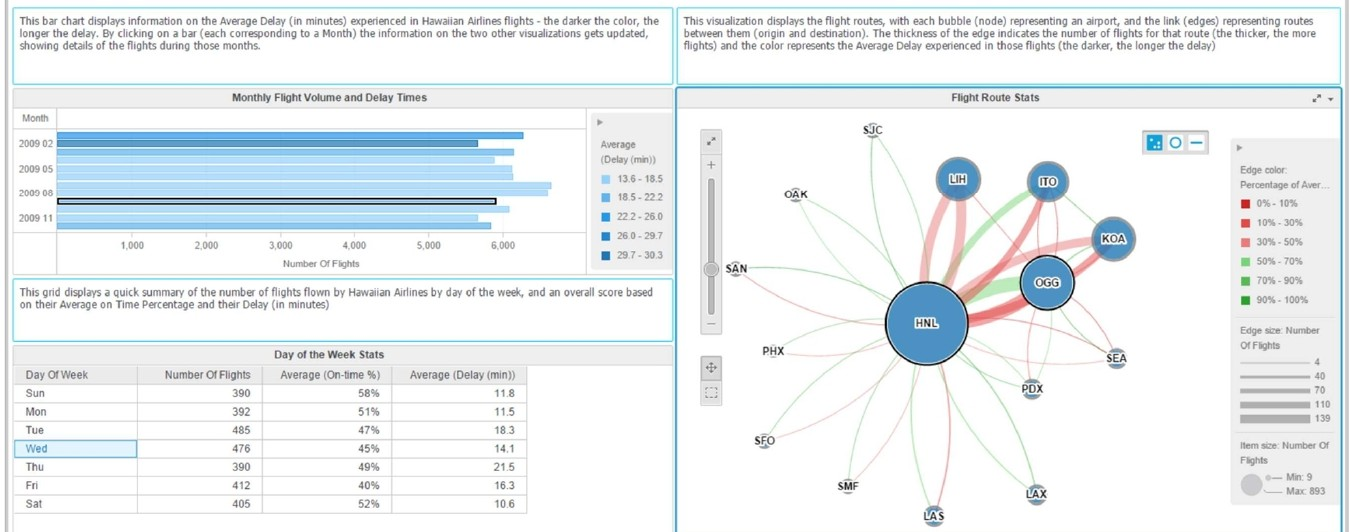 This bar chart displays information on the Average Delay (in minutes) experienced in Hawaiian Airlines flights - the darker the color, the
longer the delay. By clicking on a bar (each corresponding to a Month) the information on the two other visualizations gets updated,
showing details of the flights during those months.
This visualization displays the flight routes, with each bubble (node) representing an airport, and the link (edges) representing routes
between them (origin and destination). The thickness of the edge indicates the number of flights for that route (the thicker, the more
flights) and the color represents the Average Delay experienced in those flights (the darker, the longer the delay)
Monthly Flight Volume and Delay Times
Month
2009 02
2009 05
2009 08
2009 11
1,000 2,000 3,000 4,000 5,000 6,000
Number Of Flights
Average
(Delay (min))
13.6 - 18.5
18.5 - 22.2
22.2 - 26.0
26.0 - 29.7
29.7 - 30.3
This grid displays a quick summary of the number of flights flown by Hawaiian Airlines by day of the week, and an overall score based
on their Average on Time Percentage and their Delay (in minutes)
Day of the Week Stats
Day Of Week Number Of Flights Average (On-time %) Average (Delay (min))
Sun 390 58% 11.8
Mon 392 51% 11.5
Tue 485 47% 18.3
Wed 476 45% 14.1
Thu 390 49% 21.5
Fri 412 40% 16.3
Sat 405 52% 10.6
Flight Route Stats
SJC
LIH
ITO
OAK
KOA
SAN
OGG
HNL
PHX
SEA
PDX
SFO
SMF
LAX
LAS
Edge color:
Percentage of Aver...
0% - 10%
10% - 30%
30% - 50%
50% - 70%
70% - 90%
90% - 100%
Edge size: Number
Of Flights
4
40
70
110
139
Item size: Number Of
Flights
Min: 9
Max: 893